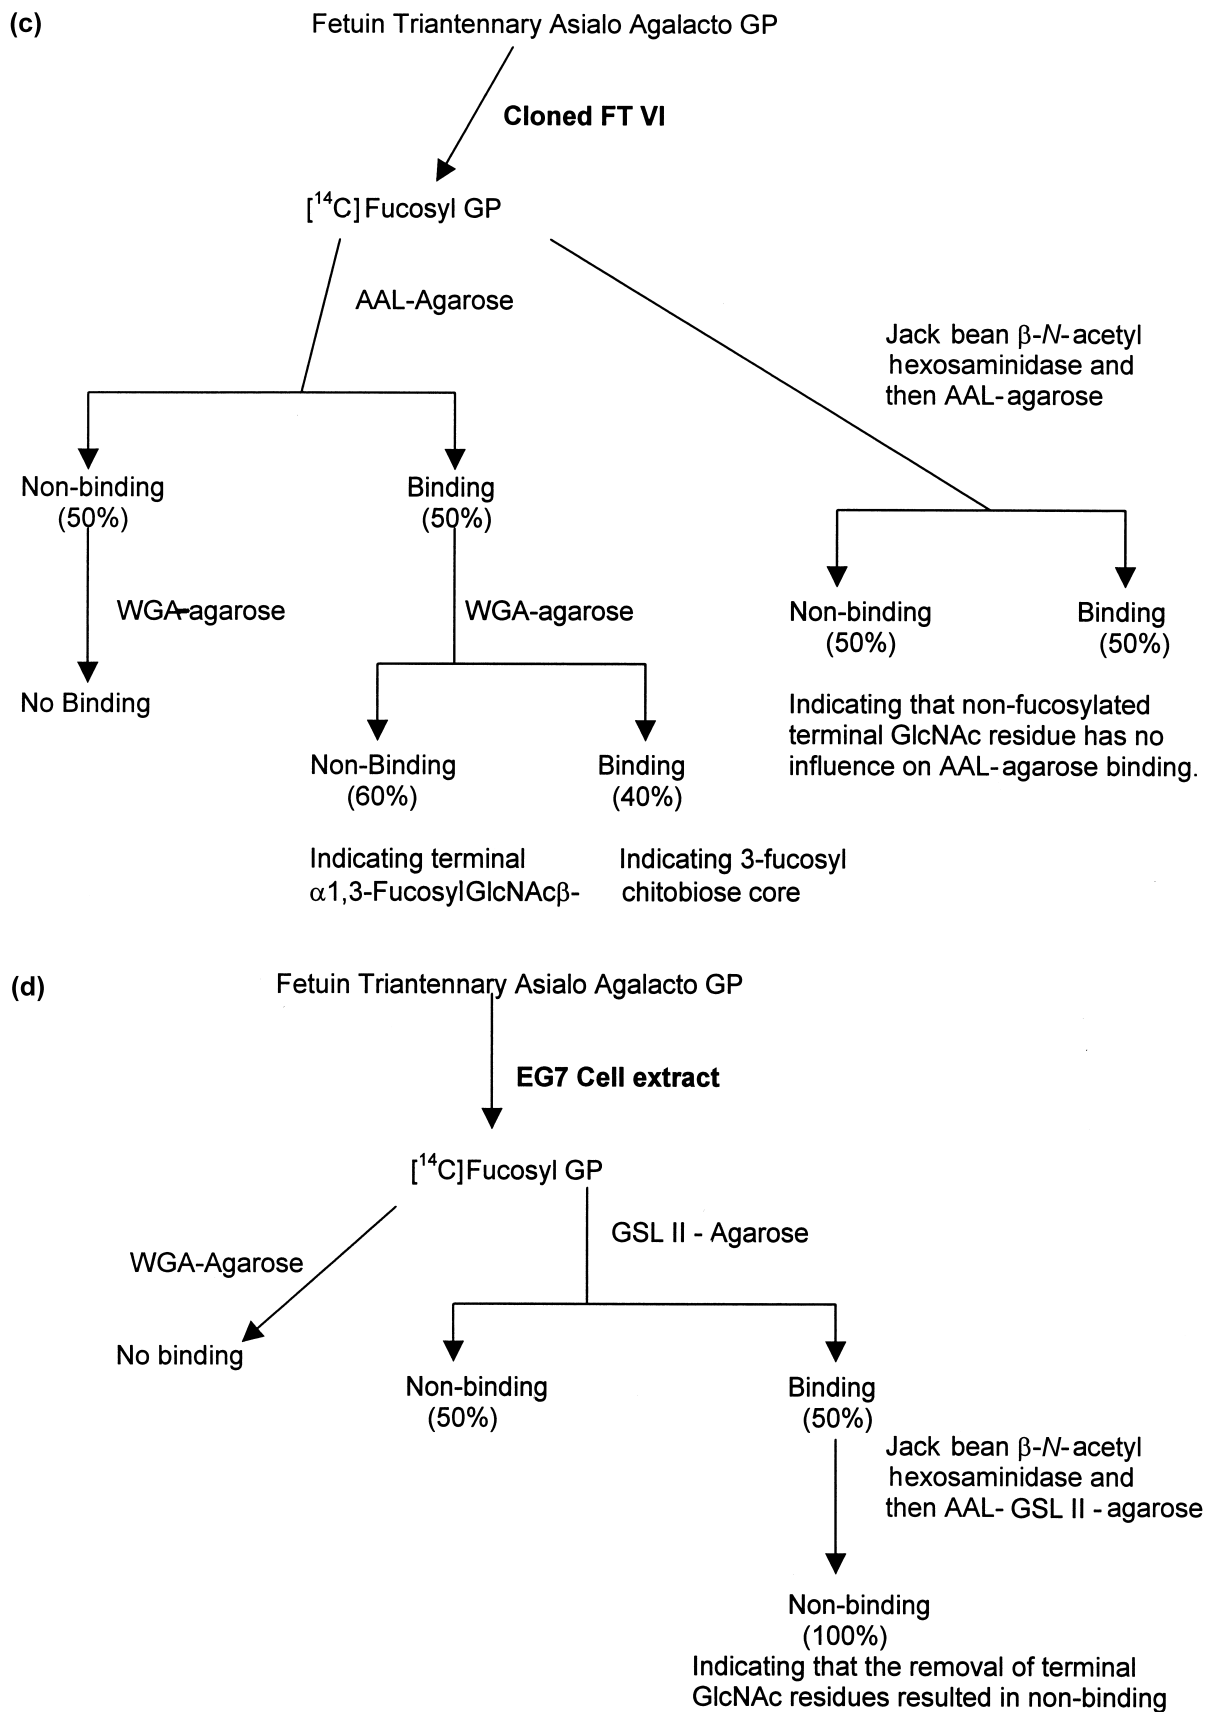 (c)
Fetuin Triantennary Asialo Agalacto GP
Cloned FT VI
[14C]Fucosyl GP
AAL-Agarose
Jack bean β-N-acetyl
hexosaminidase and
then AAL-agarose
Non-binding
(50%)
Binding
(50%)
WGA-agarose
WGA-agarose
Non-binding
(50%)
Binding
(50%)
No Binding
Non-Binding
(60%)
Binding
(40%)
Indicating that non-fucosylated
terminal GlcNAc residue has no
influence on AAL-agarose binding.
Indicating terminal
α1,3-FucosylGlcNAcβ-
Indicating 3-fucosyl
chitobiose core
(d)
Fetuin Triantennary Asialo Agalacto GP
EG7 Cell extract
[14C]Fucosyl GP
WGA-Agarose
GSL II - Agarose
No binding
Non-binding
(50%)
Binding
(50%)
Jack bean β-N-acetyl
hexosaminidase and
then AAL- GSL II - agarose
Non-binding
(100%)
Indicating that the removal of terminal
GlcNAc residues resulted in non-binding